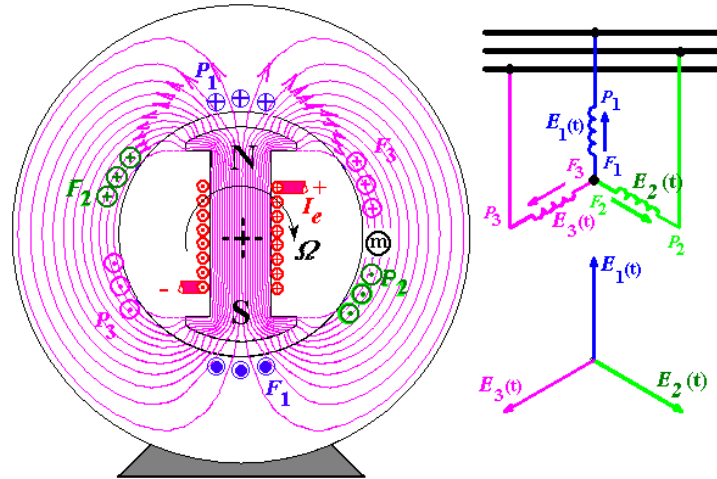 P1
F2
F3
N
+
Ie
Ω
m
-
S
P3
P2
F1
P1
E1(t)
F1
F3
E2(t)
P3
E3(t)
F2
P2
E1(t)
E3(t)
E2(t)